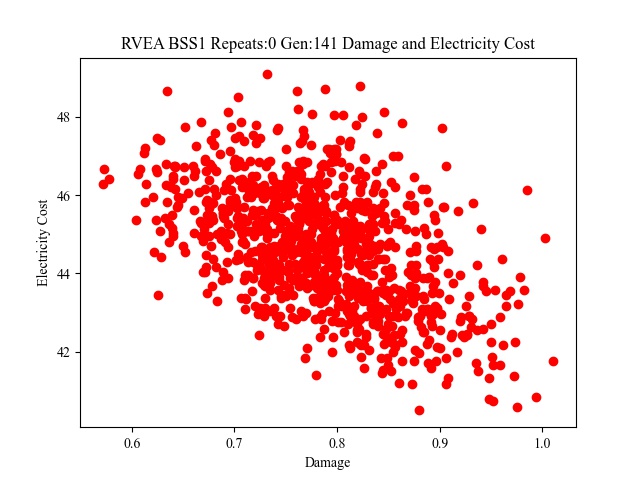 RVEA BSS1 Repeats:0 Gen:141 Damage and Electricity Cost
48
46
44
42
Electricity Cost
0.6 0.7 0.8 0.9 1.0
Damage